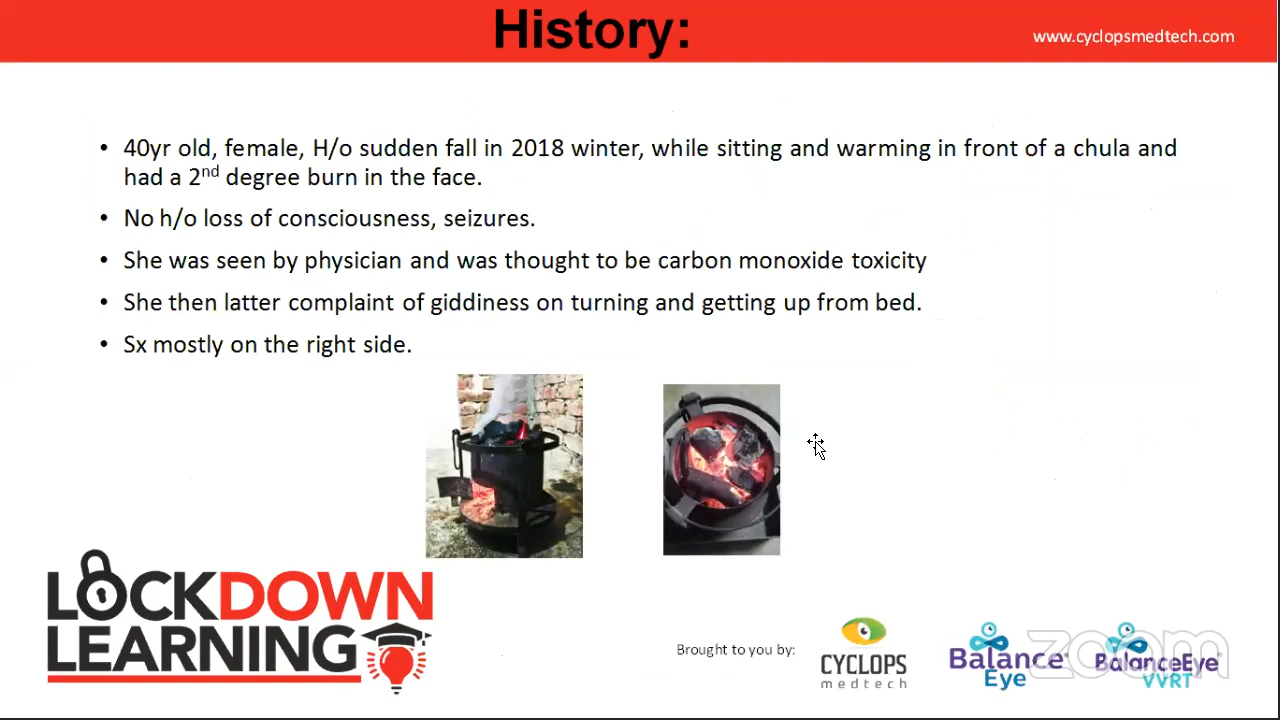 History:
www.cyclopsmedtech.com
• 40yr old, female, H/o sudden fall in 2018 winter, while sitting and warming in front of a chula and
had a 2nd degree burn in the face.
• No h/o loss of consciousness, seizures.
• She was seen by physician and was thought to be carbon monoxide toxicity
• She then latter complaint of giddiness on turning and getting up from bed.
• Sx mostly on the right side.
LOCKDOWN
LEARNING
Brought to you by:
CYCLOPS
medtech
Balance
Eye
zoom
BalanceEye
VVRT